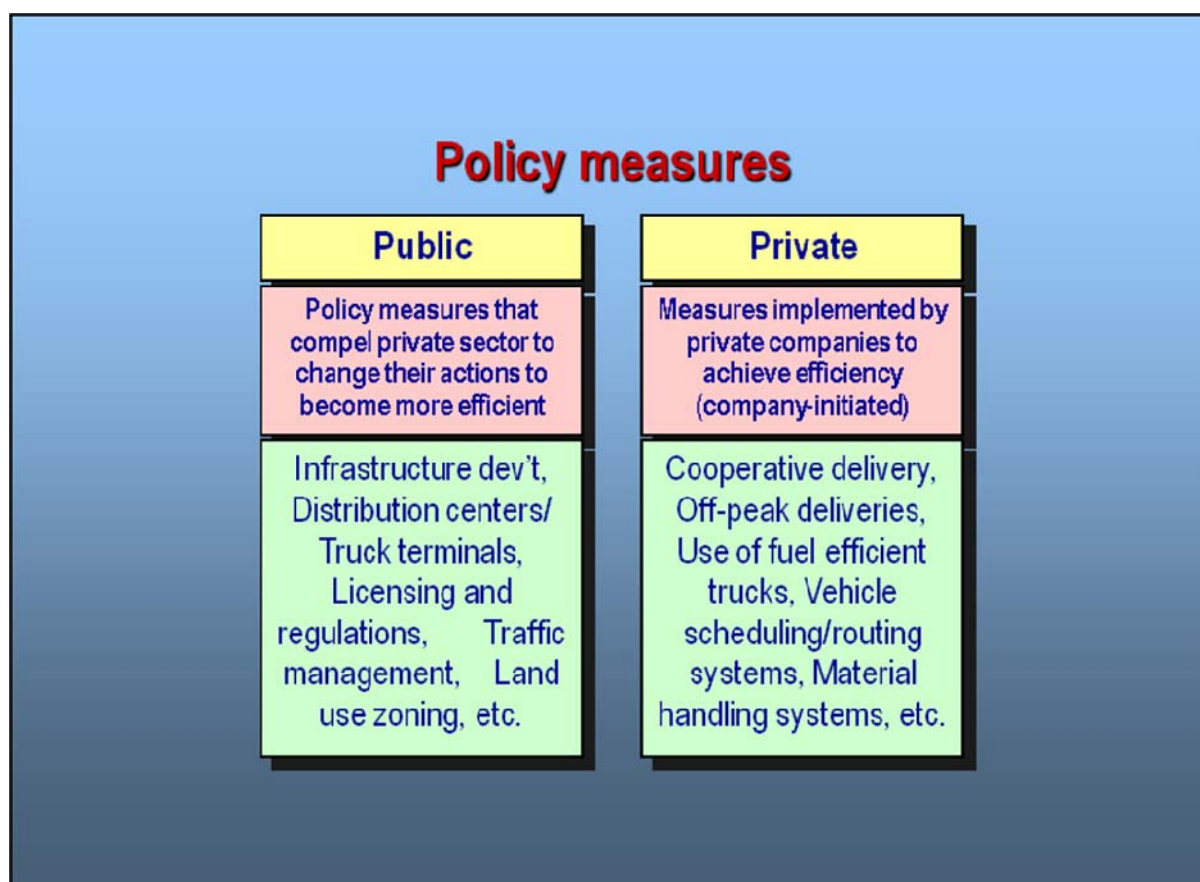 Policy measures
Public
Policy measures that
compel private sector to
change their actions to
become more efficient
Infrastructure dev't,
Distribution centers/
Truck terminals,
Licensing and
regulations, Traffic
management, Land
use zoning, etc.
Private
Measures implemented by
private companies to
achieve efficiency
(company-initiated)
Cooperative delivery,
Off-peak deliveries,
Use of fuel efficient
trucks, Vehicle
scheduling/routing
systems, Material
handling systems, etc.